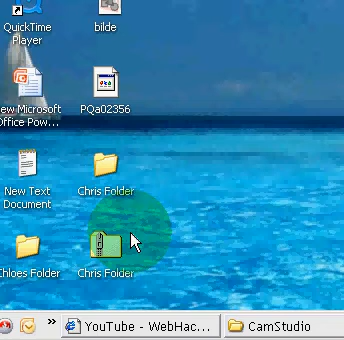 QuickTime
Player
bilde
ew Microsoft
Office Pow...
PQa02356
New Text
Document
Chris Folder
Chloes Folder
Chris Folder
YouTube - WebHac...
CamStudio